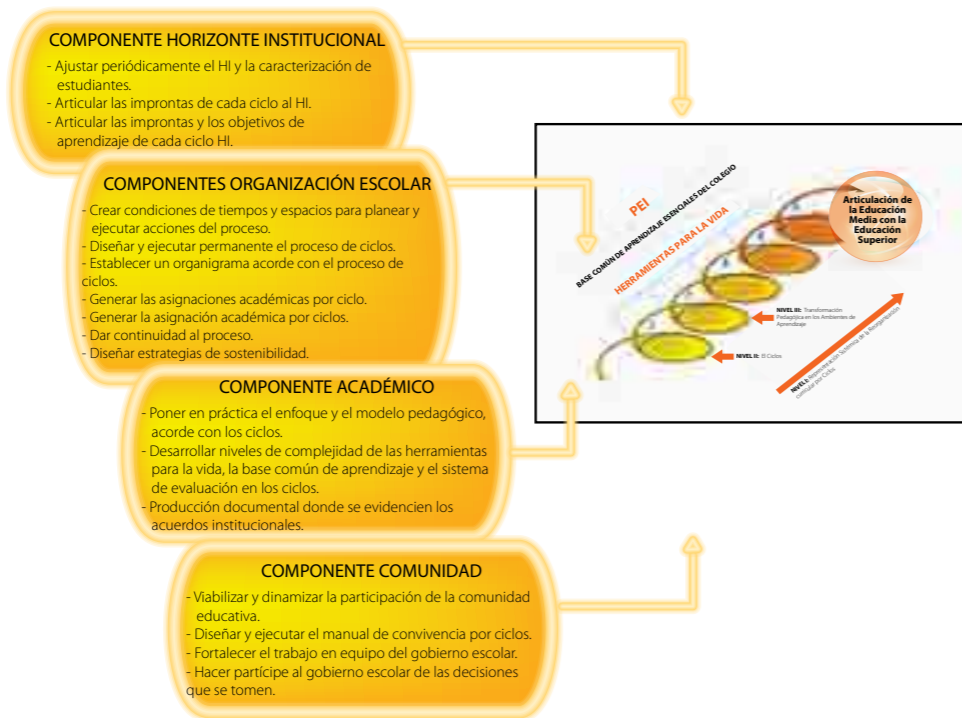 COMPONENTE HORIZONTE INSTITUCIONAL
- Ajustar periódicamente el HI y la caracterización de
estudiantes.
- Articular las improntas de cada ciclo al HI.
- Articular las improntas y los objetivos de
aprendizaje de cada ciclo HI.
COMPONENTES ORGANIZACIÓN ESCOLAR
- Crear condiciones de tiempos y espacios para planear y
ejecutar acciones del proceso.
- Diseñar y ejecutar permanente el proceso de ciclos.
- Establecer un organigrama acorde con el proceso de
ciclos.
- Generar las asignaciones académicas por ciclo.
- Generar la asignación académica por ciclos.
- Dar continuidad al proceso.
- Diseñar estrategias de sostenibilidad.
COMPONENTE ACADÉMICO
- Poner en práctica el enfoque y el modelo pedagógico,
acorde con los ciclos.
- Desarrollar niveles de complejidad de las herramientas
para la vida, la base común de aprendizaje y el sistema
de evaluación en los ciclos.
- Producción documental donde se evidencien los
acuerdos institucionales.
COMPONENTE COMUNIDAD
- Viabilizar y dinamizar la participación de la comunidad
educativa.
- Diseñar y ejecutar el manual de convivencia por ciclos.
- Fortalecer el trabajo en equipo del gobierno escolar.
- Hacer partícipe al gobierno escolar de las decisiones
que se tomen.
PEI
BASE COMÚN DE APRENDIZAJE ESENCIALES DEL COLEGIO
HERRAMIENTAS PARA LA VIDA
Articulación de
la Educación
Media con la
Educación
Superior
NIVEL III: Transformación
Pedagógica en los Ambientes de
Aprendizaje
NIVEL II: El Ciclos
NIVEL I: Representación Sistémica de la Reorganización
curricular por Ciclos